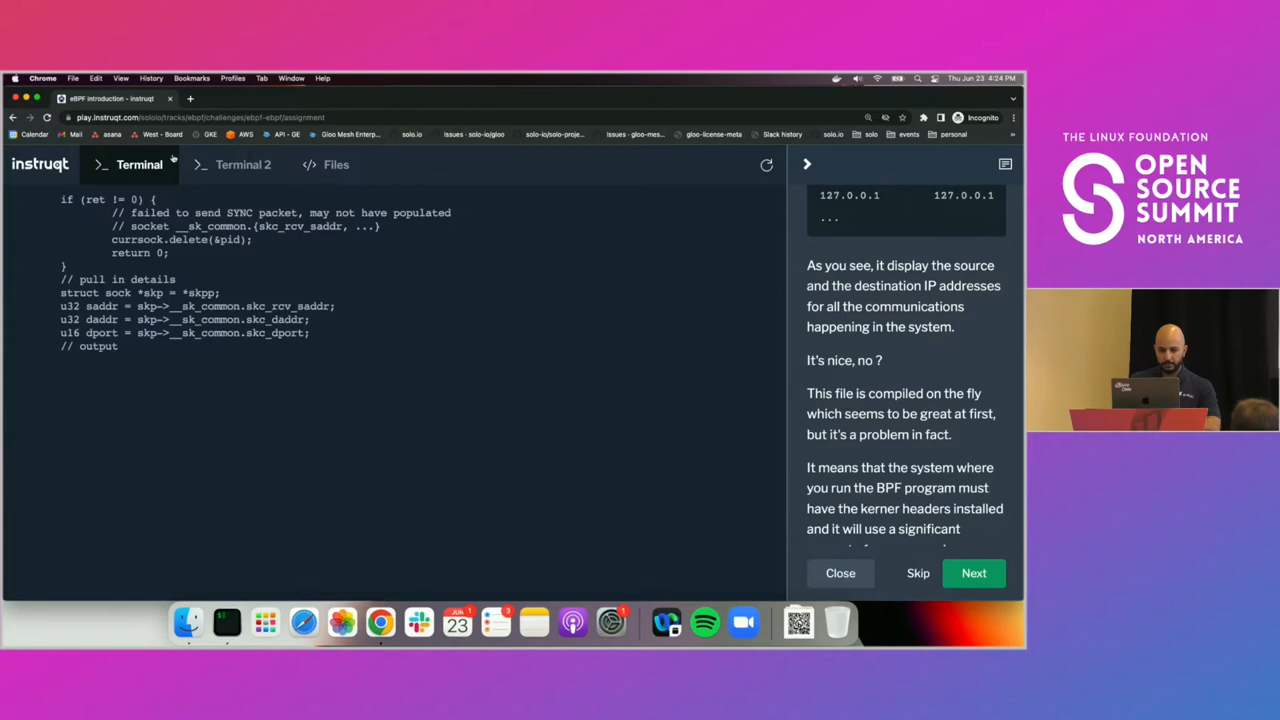 Chrome File Edit View History Bookmarks Profiles Tab Window Help
Thu Jun 23 4:24 PM
eBPF introduction - instruqt
play.instruqt.com/soloio/tracks/ebpf/challenges/ebpf-ebpf/assignment
Incognito
Calendar Mail asana West - Board GKE AWS API - GE Gloo Mesh Enterpr... solo.io Issues · solo-io/gloo solo-io/solo-proje... Issues · gloo-mes... gloo-license-meta Slack history solo.io solo events personal
instruqt
Terminal
Terminal 2
Files
if (ret != 0) {
// failed to send SYNC packet, may not have populated
// socket __sk_common.{skc_rcv_saddr, ...}
currsock.delete(&pid);
return 0;
}
// pull in details
struct sock *skp = *skpp;
u32 saddr = skp->__sk_common.skc_rcv_saddr;
u32 daddr = skp->__sk_common.skc_daddr;
u16 dport = skp->__sk_common.skc_dport;
// output
127.0.0.1 127.0.0.1
...
As you see, it display the source
and the destination IP addresses
for all the communications
happening in the system.
It's nice, no ?
This file is compiled on the fly
which seems to be great at first,
but it's a problem in fact.
It means that the system where
you run the BPF program must
have the kerner headers installed
and it will use a significant
Close
Skip
Next
JUN
23
1
3
1
THE LINUX FOUNDATION
OPEN
SOURCE
SUMMIT
NORTH AMERICA